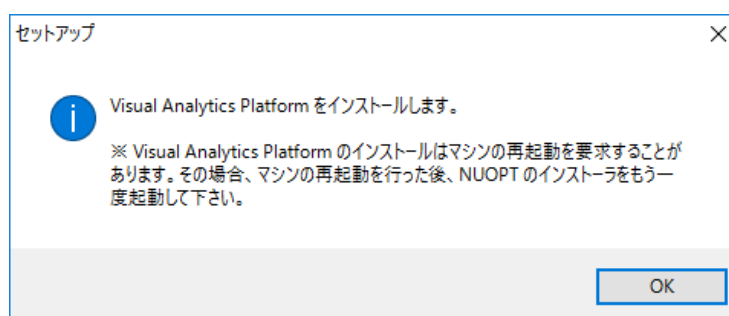 セットアップ
Visual Analytics Platform をインストールします。
※ Visual Analytics Platform のインストールはマシンの再起動を要求することが
あります。その場合、マシンの再起動を行った後、NUOPT のインストーラをもう一
度起動して下さい。
OK